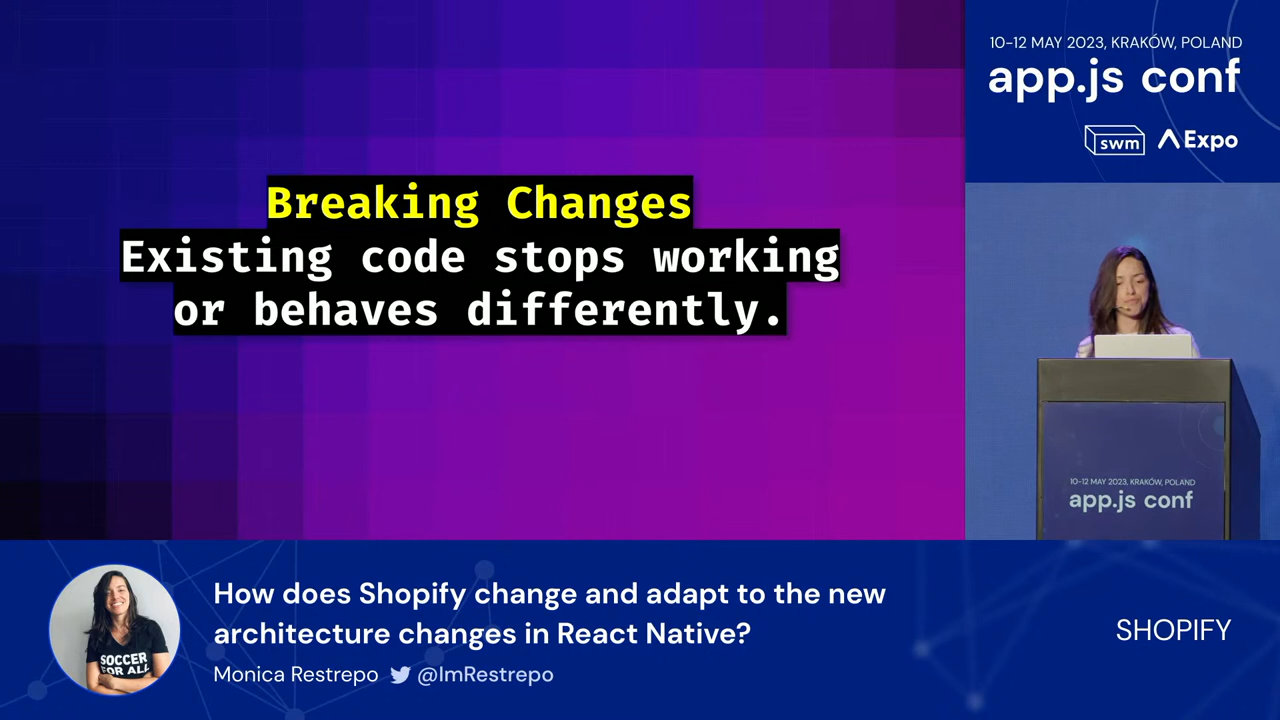 Breaking Changes
Existing code stops working
or behaves differently.
10-12 MAY 2023, KRAKÓW, POLAND
app.js conf
swm
Expo
10-12 MAY 2023, KRAKÓW, POLAND
app.js conf
SOCCER
FOR ALL
How does Shopify change and adapt to the new
architecture changes in React Native?
Monica Restrepo @lmRestrepo
SHOPIFY